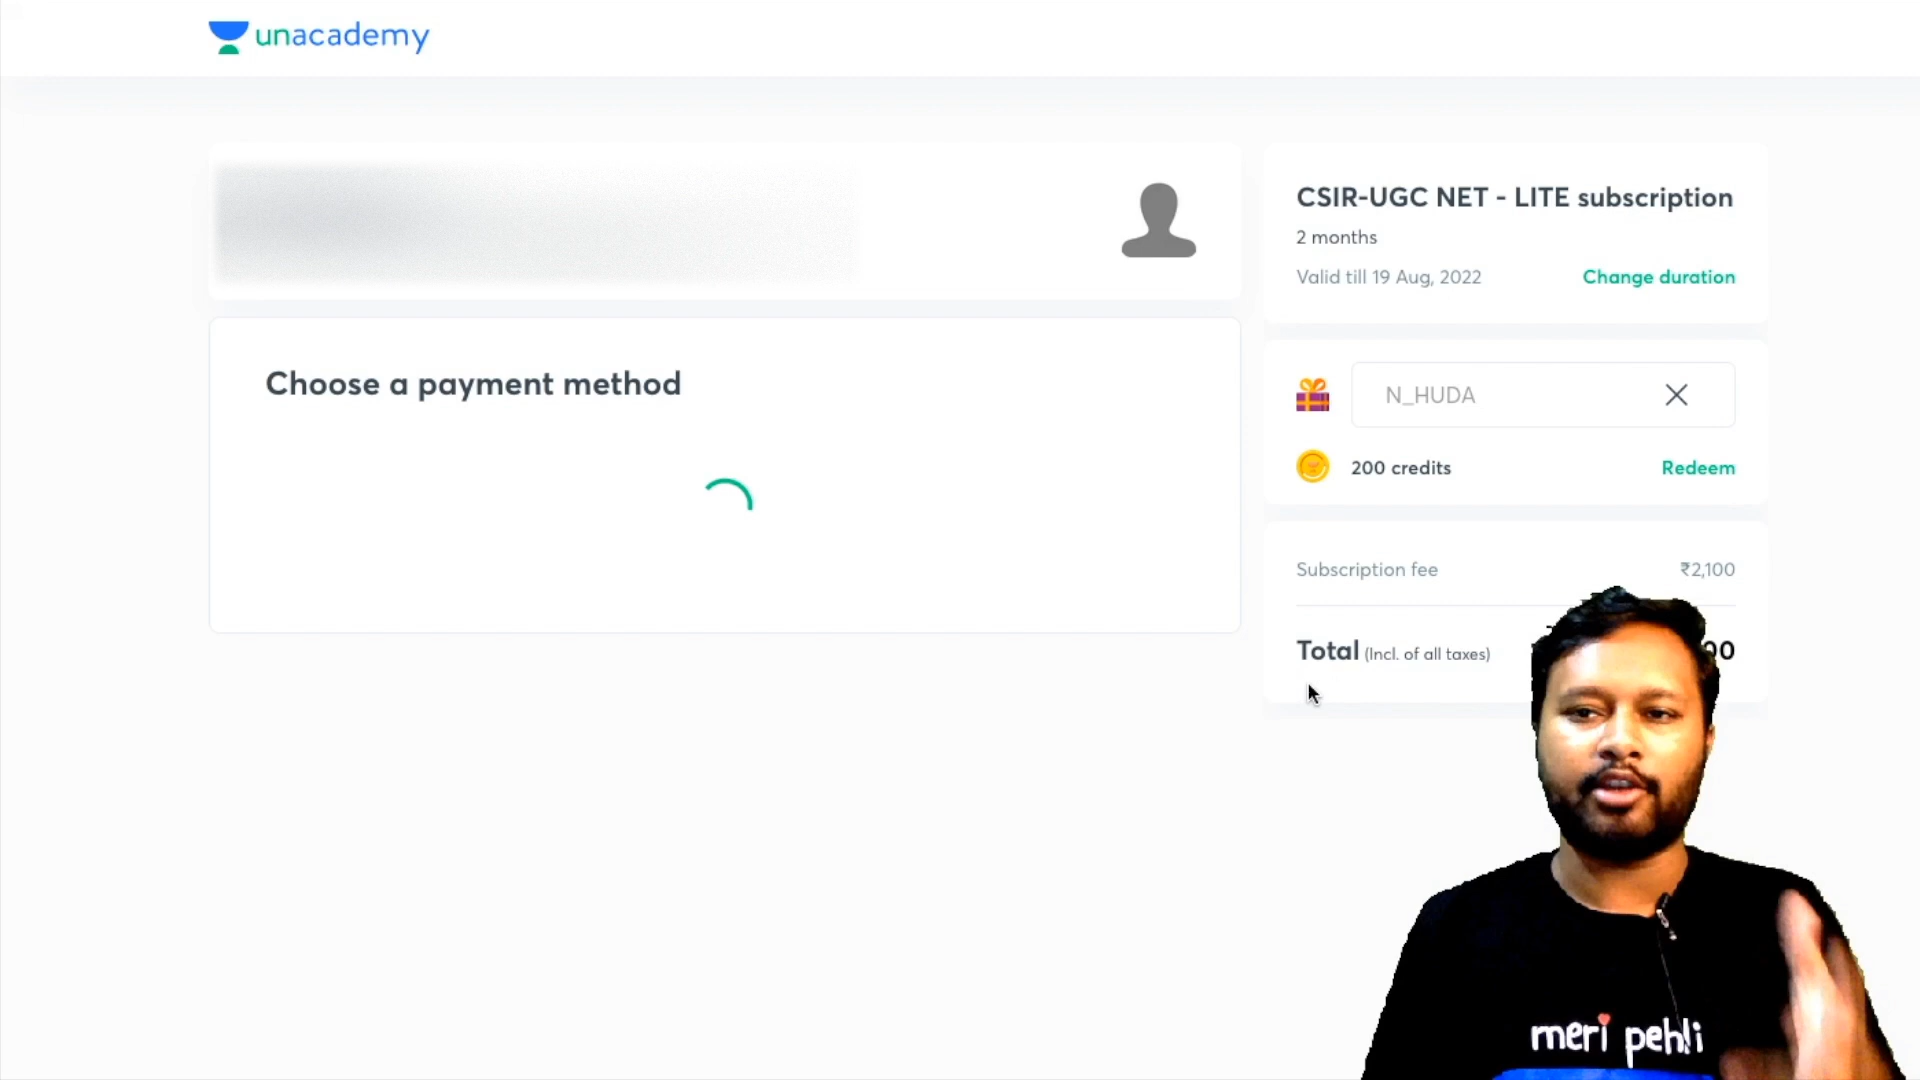 unacademy
CSIR-UGC NET - LITE subscription
2 months
Valid till 19 Aug, 2022
Change duration
Choose a payment method
N_HUDA
200 credits
Redeem
Subscription fee
₹2,100
Total (Incl. of all taxes)
00
meri pehli